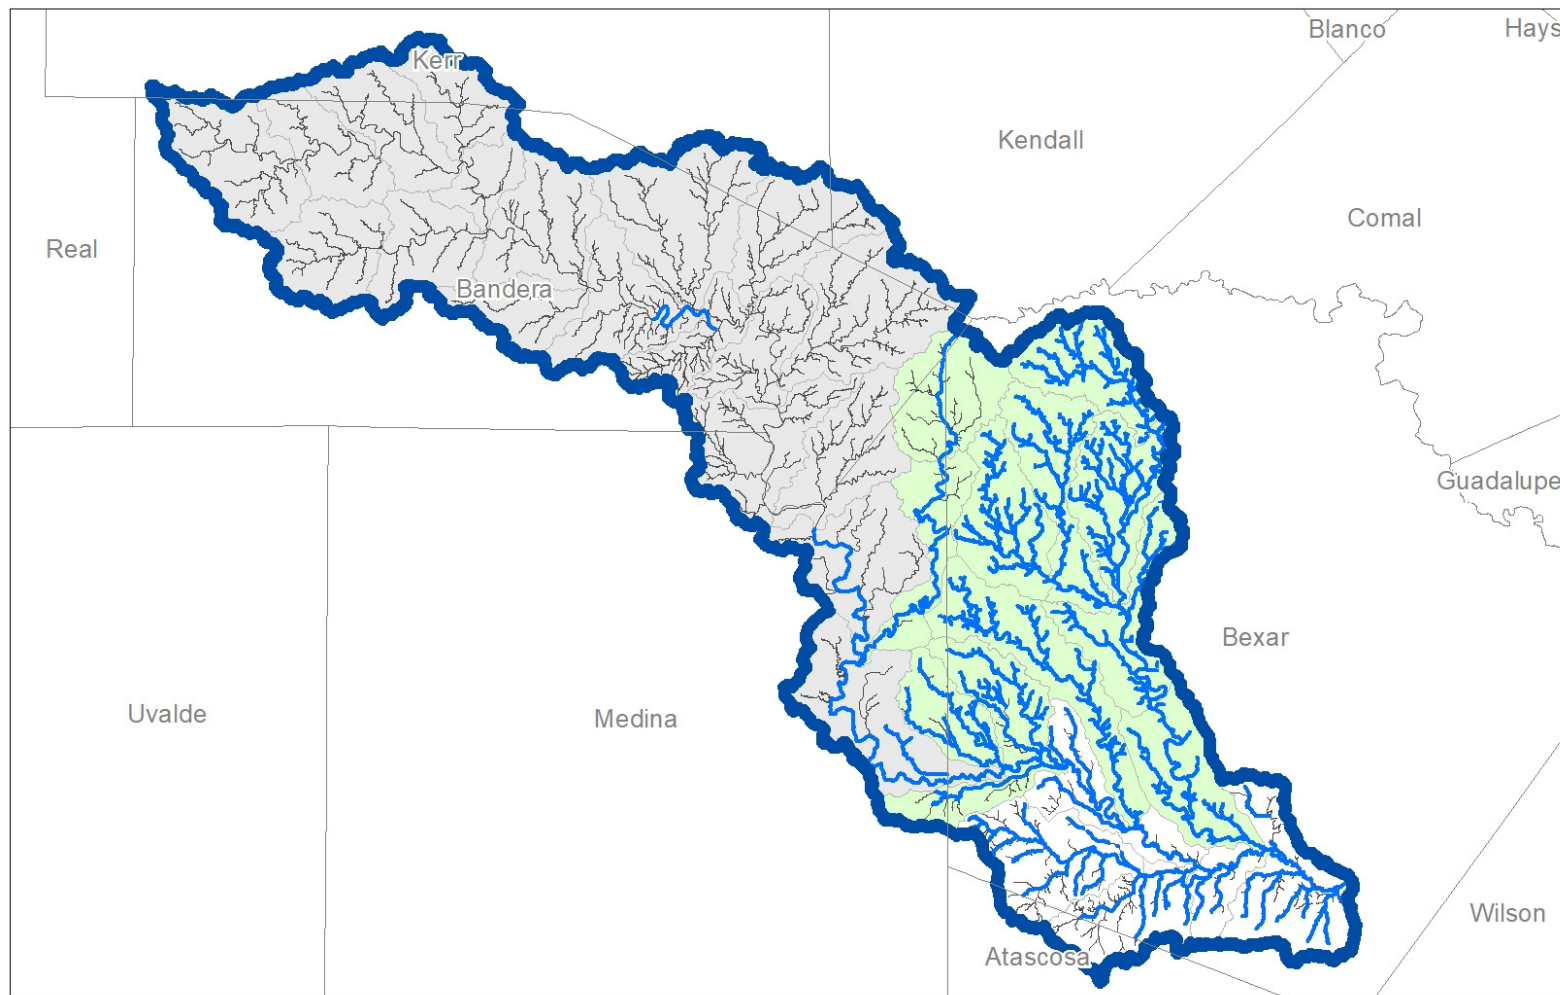 Blanco
Hays
Kerr
Kendall
Comal
Real
Bandera
Guadalupe
Bexar
Uvalde
Medina
Wilson
Atascosa